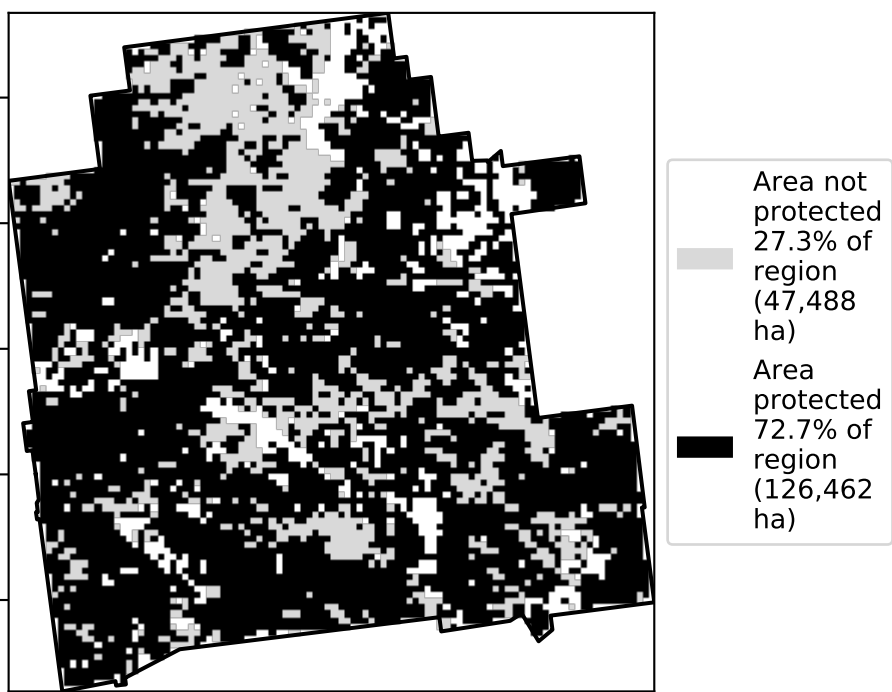 Area not
protected
27.3% of
region
(47,488
ha)
Area
protected
72.7% of
region
(126,462
ha)